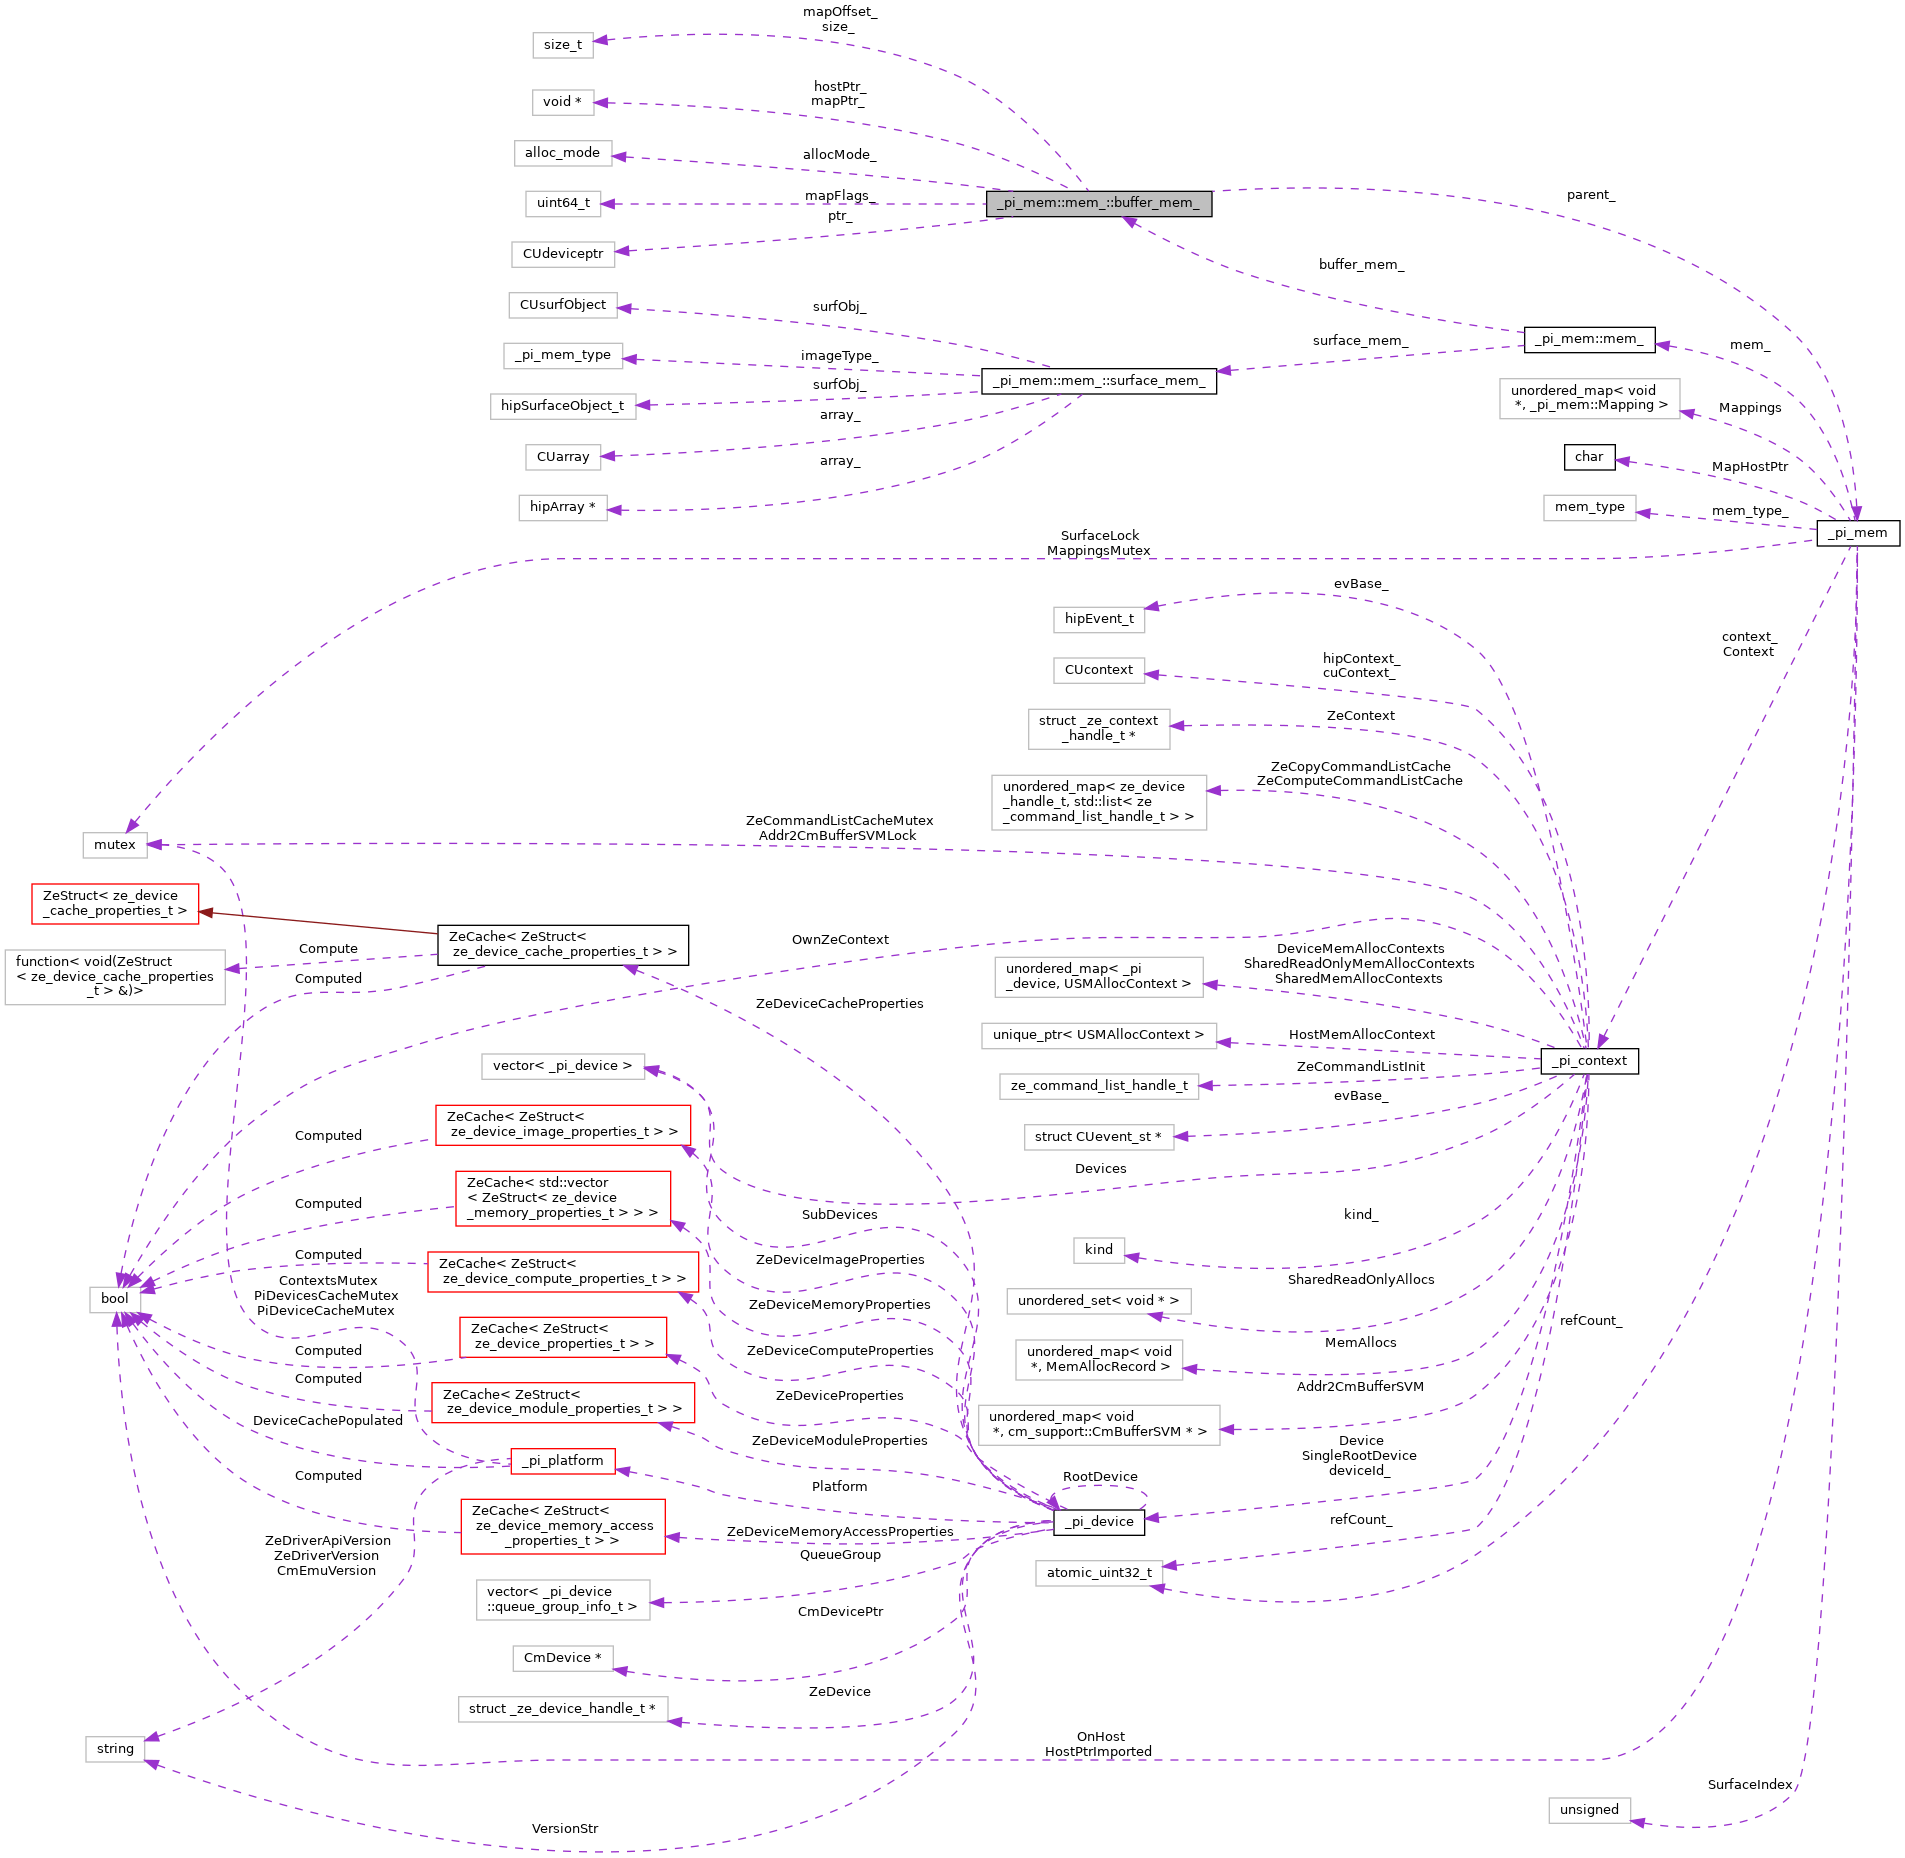 mapOffset_
size_
size_t
hostPtr_
mapPtr_
void *
allocMode_
alloc_mode
mapFlags_
uint64_t
_pi_mem::mem_::buffer_mem_
parent_
ptr_
CUdeviceptr
buffer_mem_
CUsurfObject
surfObj_
surface_mem_
_pi_mem::mem_
mem_
_pi_mem_type
imageType_
_pi_mem::mem_::surface_mem_
surfObj_
hipSurfaceObject_t
unordered_map< void
*, _pi_mem::Mapping >
Mappings
array_
CUarray
char
MapHostPtr
array_
hipArray *
mem_type
mem_type_
_pi_mem
SurfaceLock
MappingsMutex
evBase_
hipEvent_t
context_
Context
hipContext_
cuContext_
CUcontext
ZeContext
struct _ze_context
_handle_t *
ZeCopyCommandListCache
ZeComputeCommandListCache
unordered_map< ze_device
_handle_t, std::list< ze
_command_list_handle_t > >
ZeCommandListCacheMutex
Addr2CmBufferSVMLock
mutex
ZeStruct< ze_device
_cache_properties_t >
ZeCache< ZeStruct<
ze_device_cache_properties_t > >
OwnZeContext
Compute
function< void(ZeStruct
< ze_device_cache_properties
_t > &)>
Computed
DeviceMemAllocContexts
SharedReadOnlyMemAllocContexts
SharedMemAllocContexts
unordered_map< _pi
_device, USMAllocContext >
ZeDeviceCacheProperties
unique_ptr< USMAllocContext >
HostMemAllocContext
_pi_context
vector< _pi_device >
ZeCommandListInit
ze_command_list_handle_t
evBase_
struct CUevent_st *
ZeCache< ZeStruct<
ze_device_image_properties_t > >
Computed
Devices
ZeCache< std::vector
< ZeStruct< ze_device
_memory_properties_t > > >
Computed
SubDevices
kind_
kind
ZeCache< ZeStruct<
ze_device_compute_properties_t > >
Computed
ZeDeviceImageProperties
SharedReadOnlyAllocs
unordered_set< void * >
bool
ContextsMutex
PiDevicesCacheMutex
PiDeviceCacheMutex
ZeDeviceMemoryProperties
refCount_
ZeCache< ZeStruct<
ze_device_properties_t > >
Computed
ZeDeviceComputeProperties
MemAllocs
unordered_map< void
*, MemAllocRecord >
Computed
ZeCache< ZeStruct<
ze_device_module_properties_t > >
ZeDeviceProperties
Addr2CmBufferSVM
unordered_map< void
*, cm_support::CmBufferSVM * >
DeviceCachePopulated
ZeDeviceModuleProperties
Device
SingleRootDevice
deviceId_
_pi_platform
Computed
Platform
RootDevice
ZeCache< ZeStruct<
ze_device_memory_access
_properties_t > >
ZeDeviceMemoryAccessProperties
_pi_device
refCount_
ZeDriverApiVersion
ZeDriverVersion
CmEmuVersion
QueueGroup
atomic_uint32_t
vector< _pi_device
::queue_group_info_t >
CmDevicePtr
CmDevice *
ZeDevice
struct _ze_device_handle_t *
string
OnHost
HostPtrImported
SurfaceIndex
unsigned
VersionStr